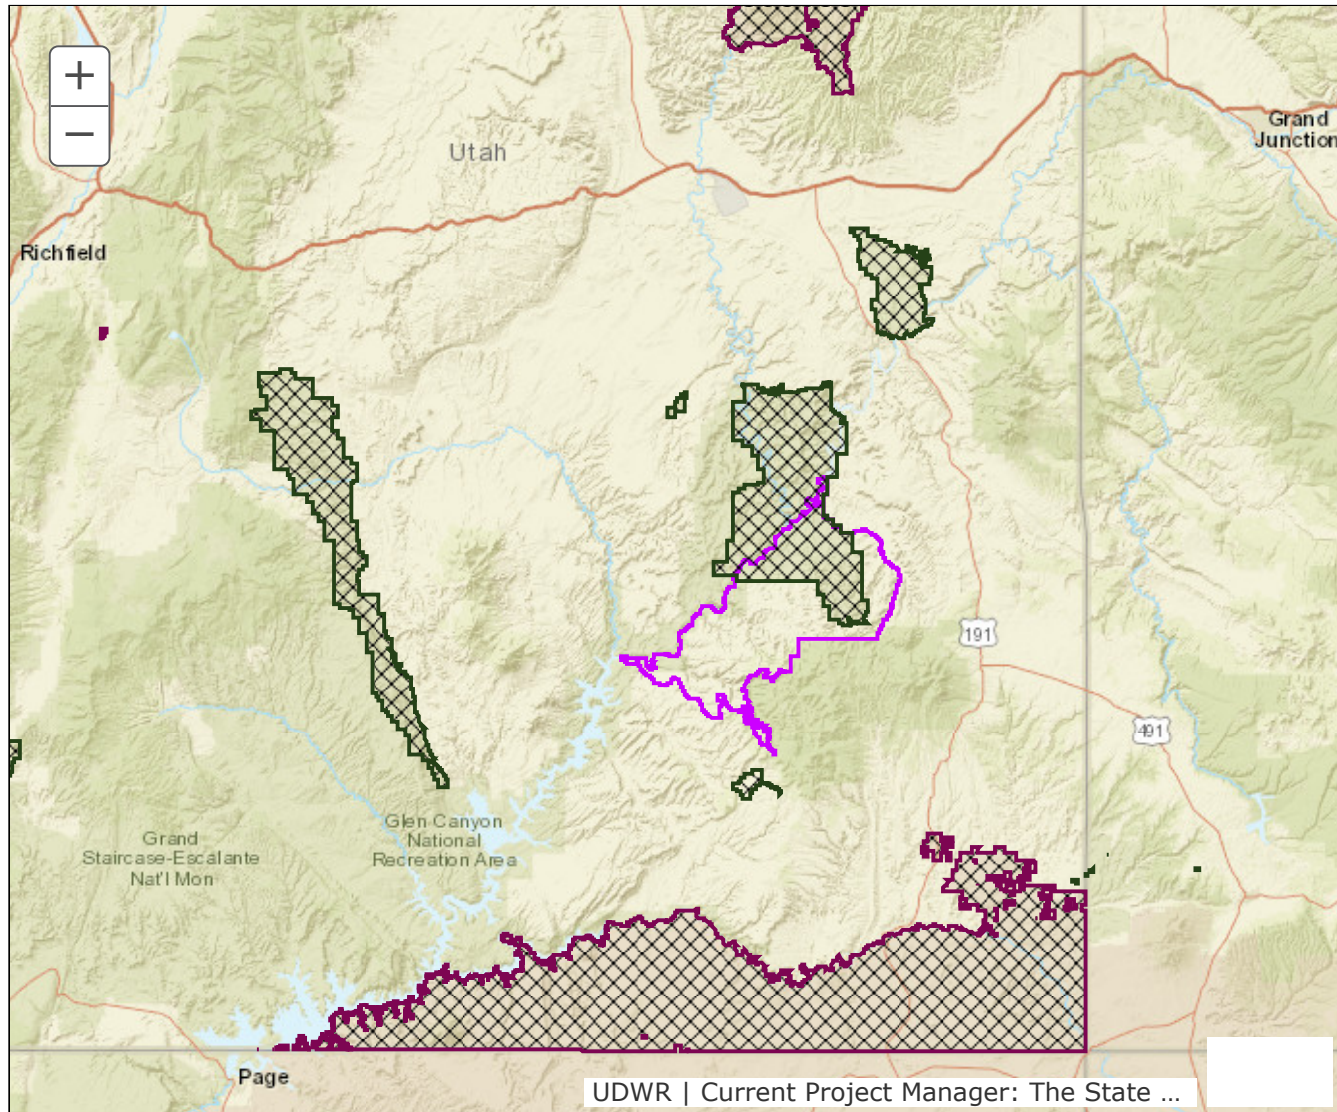 +
−
Utah
Grand
Junction
Richfield
191
491
Glen Canyon
National
Recreation Area
Grand
Staircase-Escalante
Nat'l Mon
Page
UDWR | Current Project Manager: The State ...